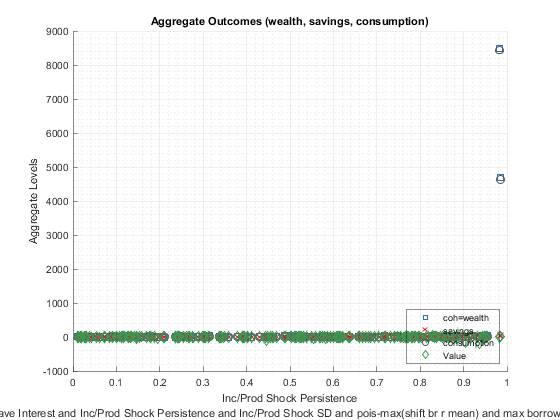 Aggregate Outcomes (wealth, savings, consumption)
9000
8000
7000
6000
5000
4000
3000
2000
1000
0
-1000
Aggregate Levels
coh=wealth
savings
consumption
Value
0 0.1 0.2 0.3 0.4 0.5 0.6 0.7 0.8 0.9 1
Inc/Prod Shock Persistence
ave Interest and Inc/Prod Shock Persistence and Inc/Prod Shock SD and pois-max(shift br r mean) and max borrow